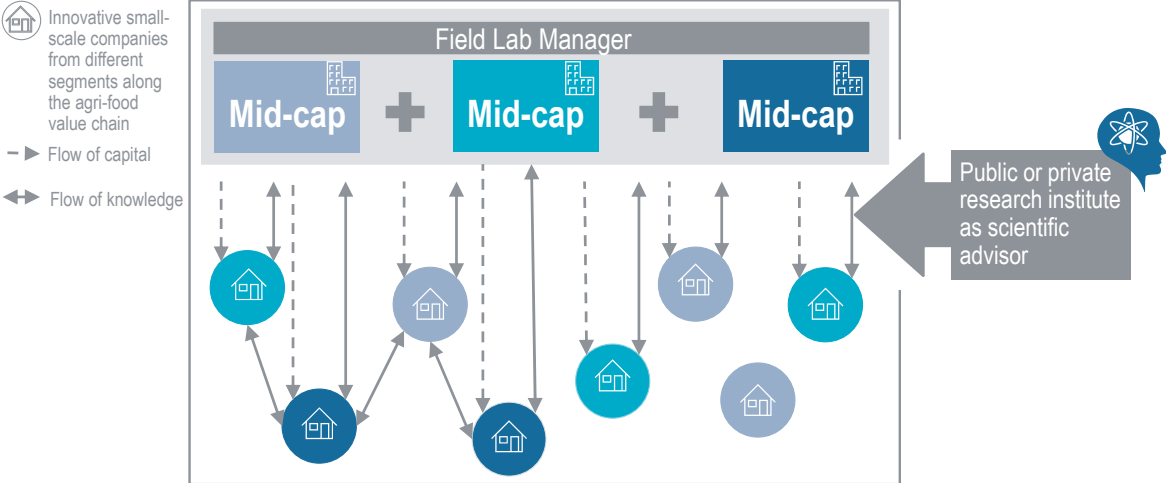 Innovative small-
scale companies
from different
segments along
the agri-food
value chain
Flow of capital
Flow of knowledge
Field Lab Manager
Mid-cap
Mid-cap
Mid-cap
Public or private
research institute
as scientific
advisor